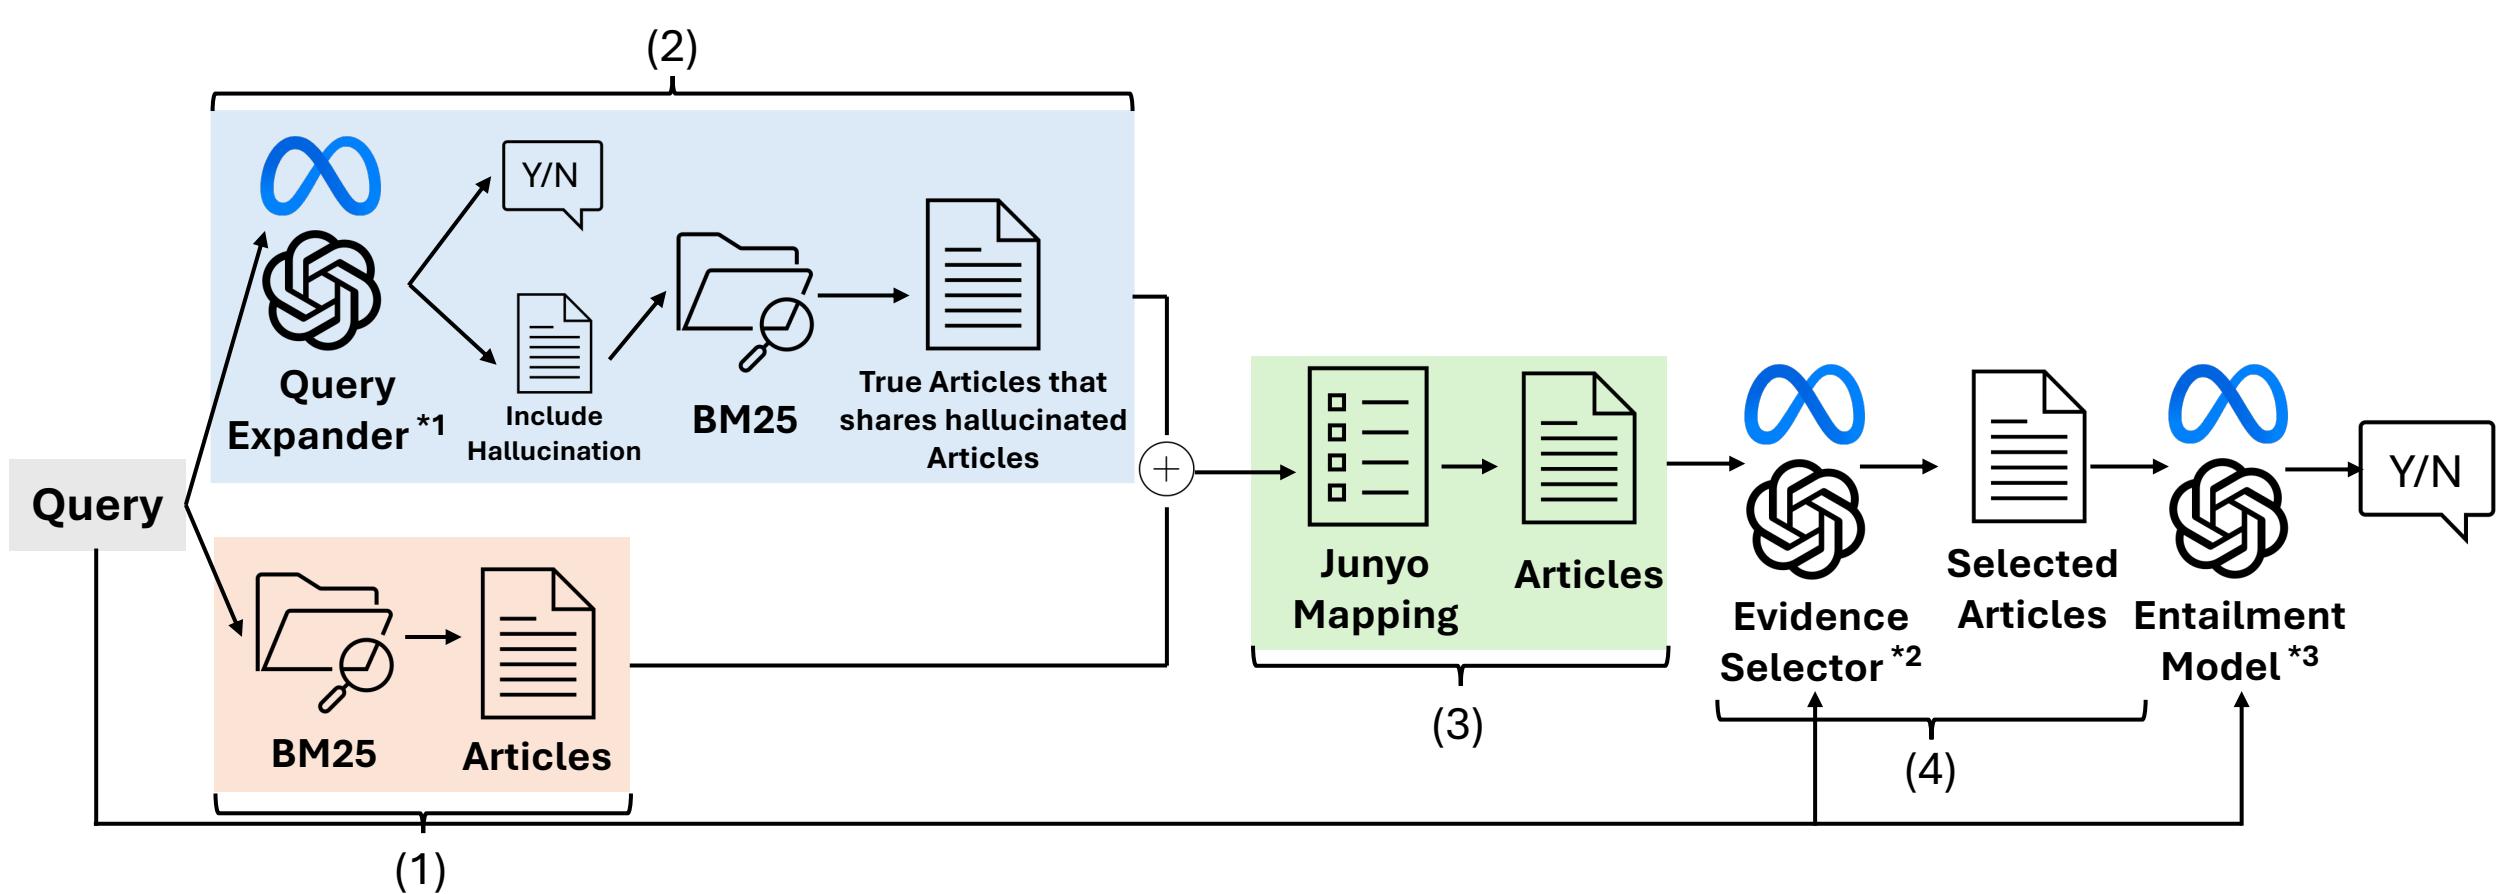 (2)
Y/N
Query
Expander *1
Include
Hallucination
BM25
True Articles that
shares hallucinated
Articles
Query
BM25
Articles
(1)
Junyo
Mapping
Articles
(3)
Evidence
Selector *2
Selected
Articles
(4)
Entailment
Model *3
Y/N